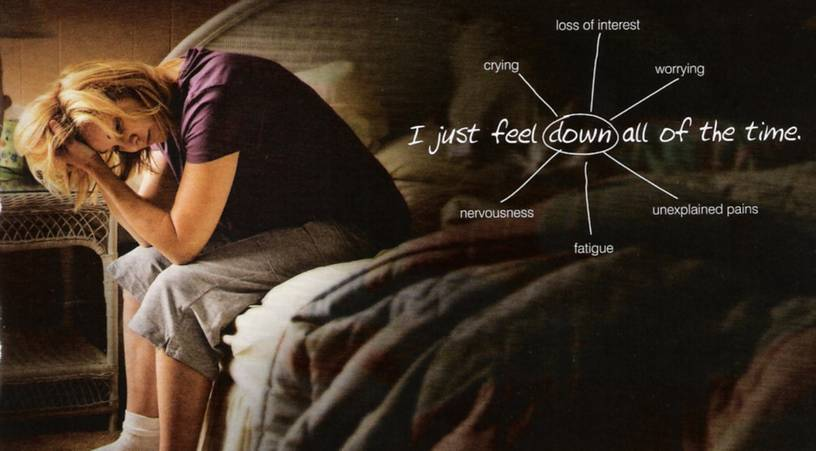 loss of interest
crying
worrying
I just feel down all of the time.
nervousness
unexplained pains
fatigue